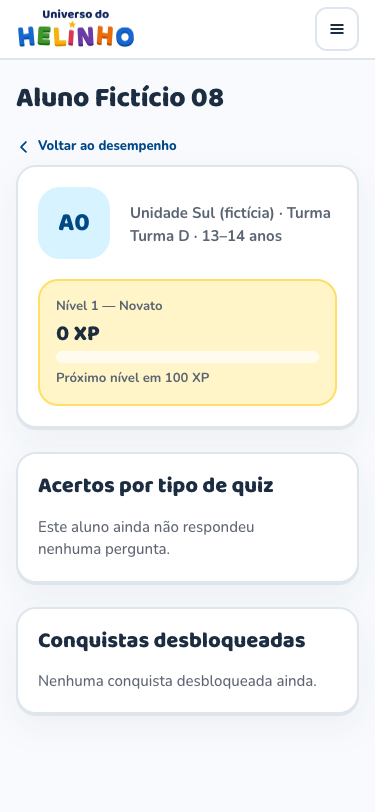 Universo do
HELINHO
Aluno Fictício 08
Voltar ao desempenho
A0
Unidade Sul (fictícia) · Turma
Turma D · 13–14 anos
Nível 1 — Novato
0 XP
Próximo nível em 100 XP
Acertos por tipo de quiz
Este aluno ainda não respondeu
nenhuma pergunta.
Conquistas desbloqueadas
Nenhuma conquista desbloqueada ainda.